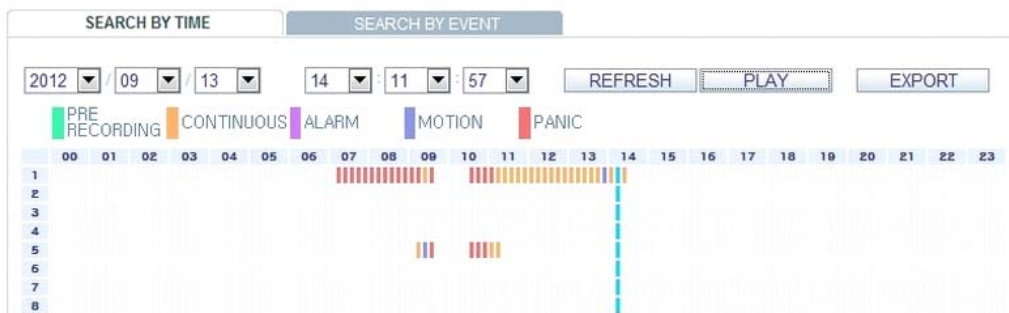 SEARCH BY TIME SEARCH BY EVENT
2012 / 09 / 13 14 : 11 : 57 REFRESH PLAY EXPORT
PRE RECORDING CONTINUOUS ALARM MOTION PANIC
00 01 02 03 04 05 06 07 08 09 10 11 12 13 14 15 16 17 18 19 20 21 22 23
1
2
3
4
5
6
7
8